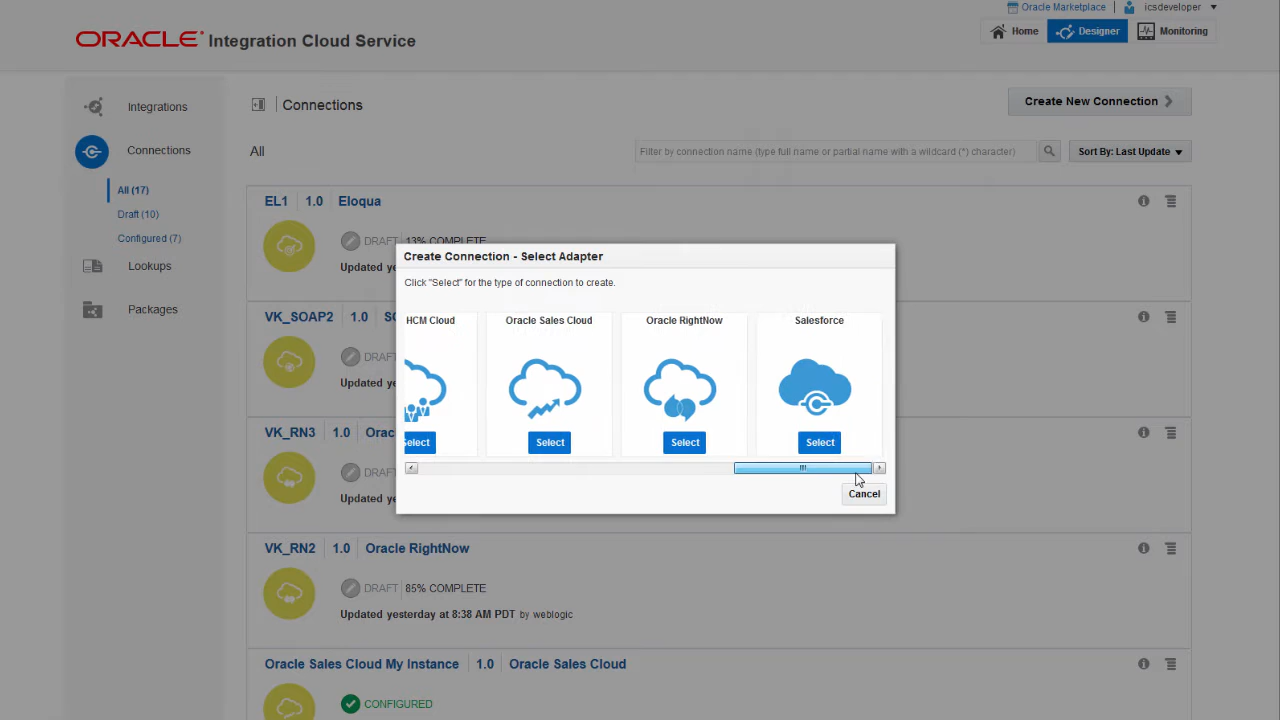 Oracle Marketplace
icsdeveloper
ORACLE® Integration Cloud Service
Home
Designer
Monitoring
Integrations
Connections
All (17)
Draft (10)
Configured (7)
Lookups
Packages
Connections
Create New Connection
All
Filter by connection name (type full name or partial name with a wildcard (*) character)
Sort By: Last Update
EL1 1.0 Eloqua
DRAFT 13% COMPLETE
Updated ye
VK_SOAP2 1.0
DRAFT
Updated ye
VK_RN3 1.0 Orac
DRAFT
Updated ye
Create Connection - Select Adapter
Click "Select" for the type of connection to create.
HCM Cloud
Select
Oracle Sales Cloud
Select
Oracle RightNow
Select
Salesforce
Select
Cancel
VK_RN2 1.0 Oracle RightNow
DRAFT 85% COMPLETE
Updated yesterday at 8:38 AM PDT by weblogic
Oracle Sales Cloud My Instance 1.0 Oracle Sales Cloud
CONFIGURED